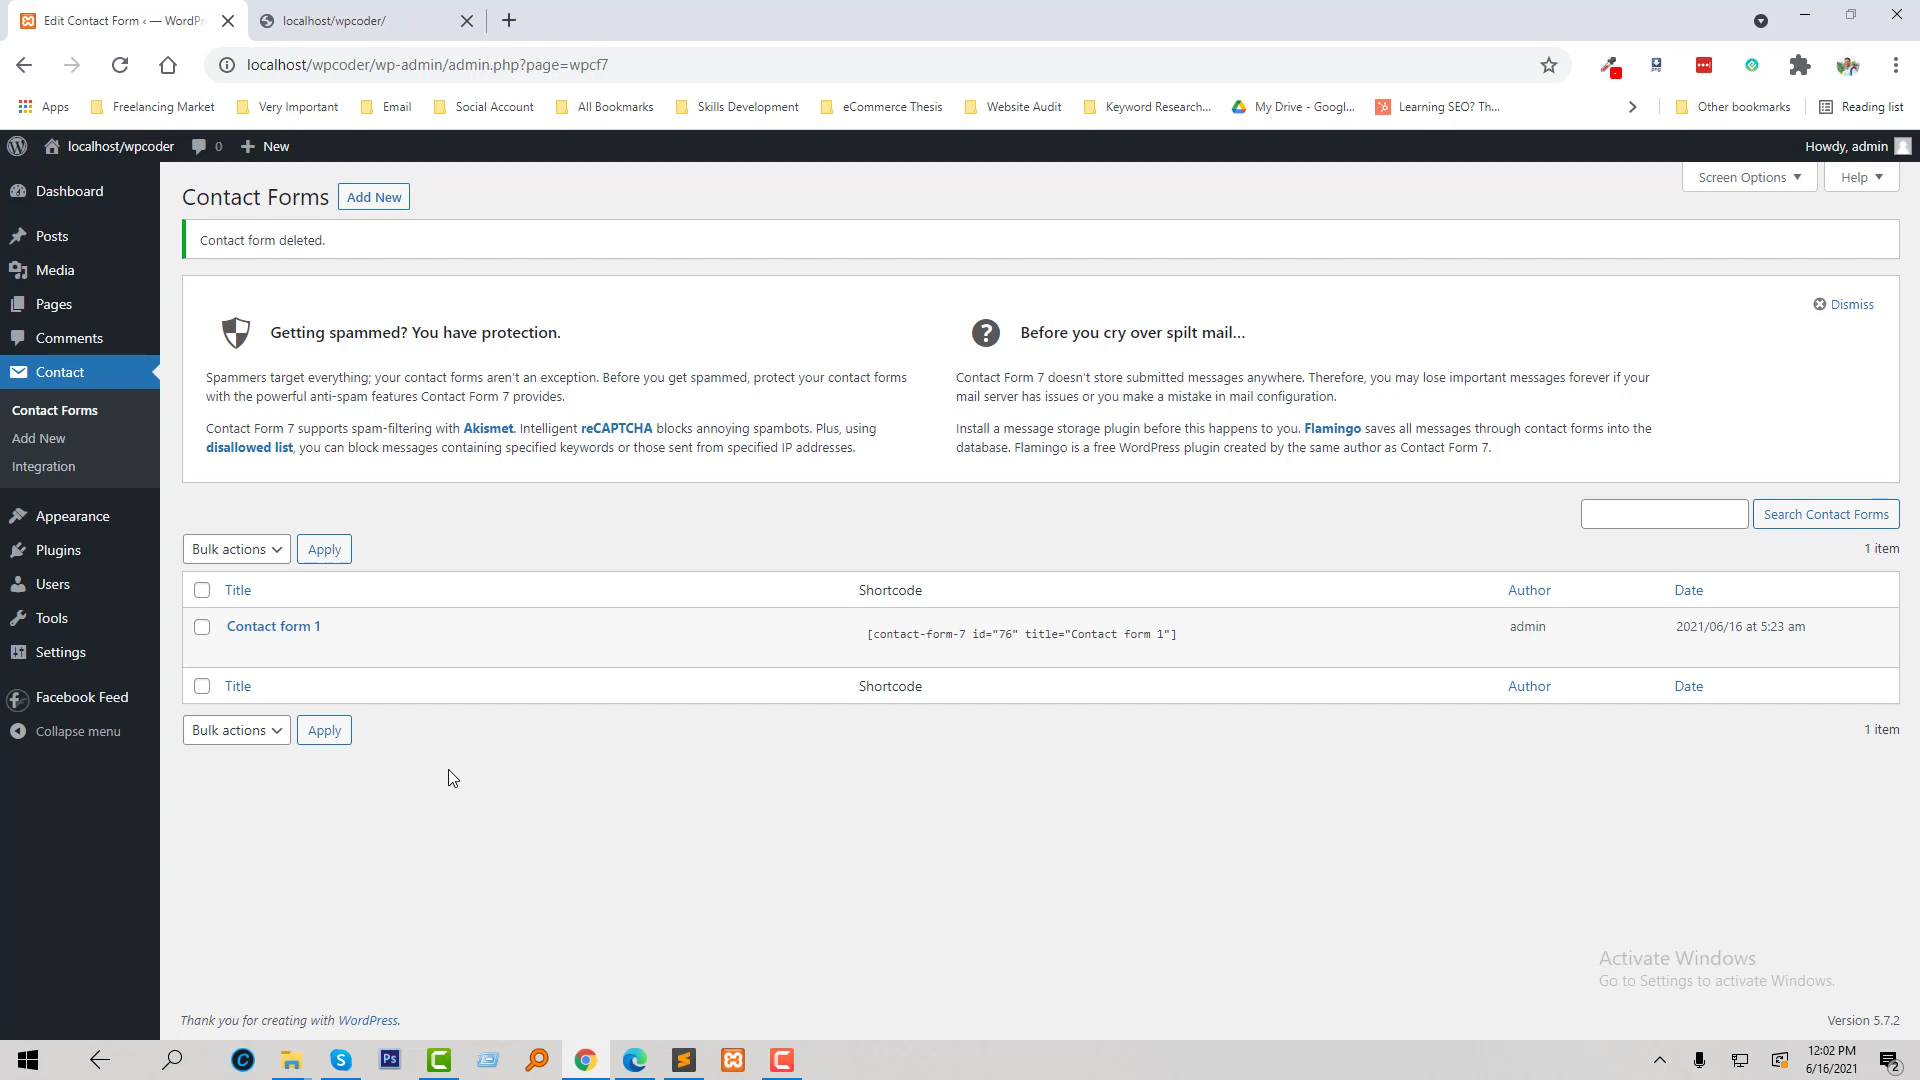 Edit Contact Form ‹ — WordPr
localhost/wpcoder/
localhost/wpcoder/wp-admin/admin.php?page=wpcf7
Apps
Freelancing Market
Very Important
Email
Social Account
All Bookmarks
Skills Development
eCommerce Thesis
Website Audit
Keyword Research...
My Drive - Googl...
Learning SEO? Th...
Other bookmarks
Reading list
localhost/wpcoder
0
New
Howdy, admin
Dashboard
Posts
Media
Pages
Comments
Contact
Contact Forms
Add New
Integration
Appearance
Plugins
Users
Tools
Settings
Facebook Feed
Collapse menu
Contact Forms
Add New
Screen Options
Help
Contact form deleted.
Dismiss
Getting spammed? You have protection.
Spammers target everything; your contact forms aren't an exception. Before you get spammed, protect your contact forms
with the powerful anti-spam features Contact Form 7 provides.
Contact Form 7 supports spam-filtering with Akismet. Intelligent reCAPTCHA blocks annoying spambots. Plus, using
disallowed list, you can block messages containing specified keywords or those sent from specified IP addresses.
Before you cry over spilt mail...
Contact Form 7 doesn't store submitted messages anywhere. Therefore, you may lose important messages forever if your
mail server has issues or you make a mistake in mail configuration.
Install a message storage plugin before this happens to you. Flamingo saves all messages through contact forms into the
database. Flamingo is a free WordPress plugin created by the same author as Contact Form 7.
Search Contact Forms
Bulk actions
Apply
1 item
Title
Shortcode
Author
Date
Contact form 1
[contact-form-7 id="76" title="Contact form 1"]
admin
2021/06/16 at 5:23 am
Title
Shortcode
Author
Date
Bulk actions
Apply
1 item
Activate Windows
Go to Settings to activate Windows.
Thank you for creating with WordPress.
Version 5.7.2
Ps
12:02 PM
6/16/2021
2